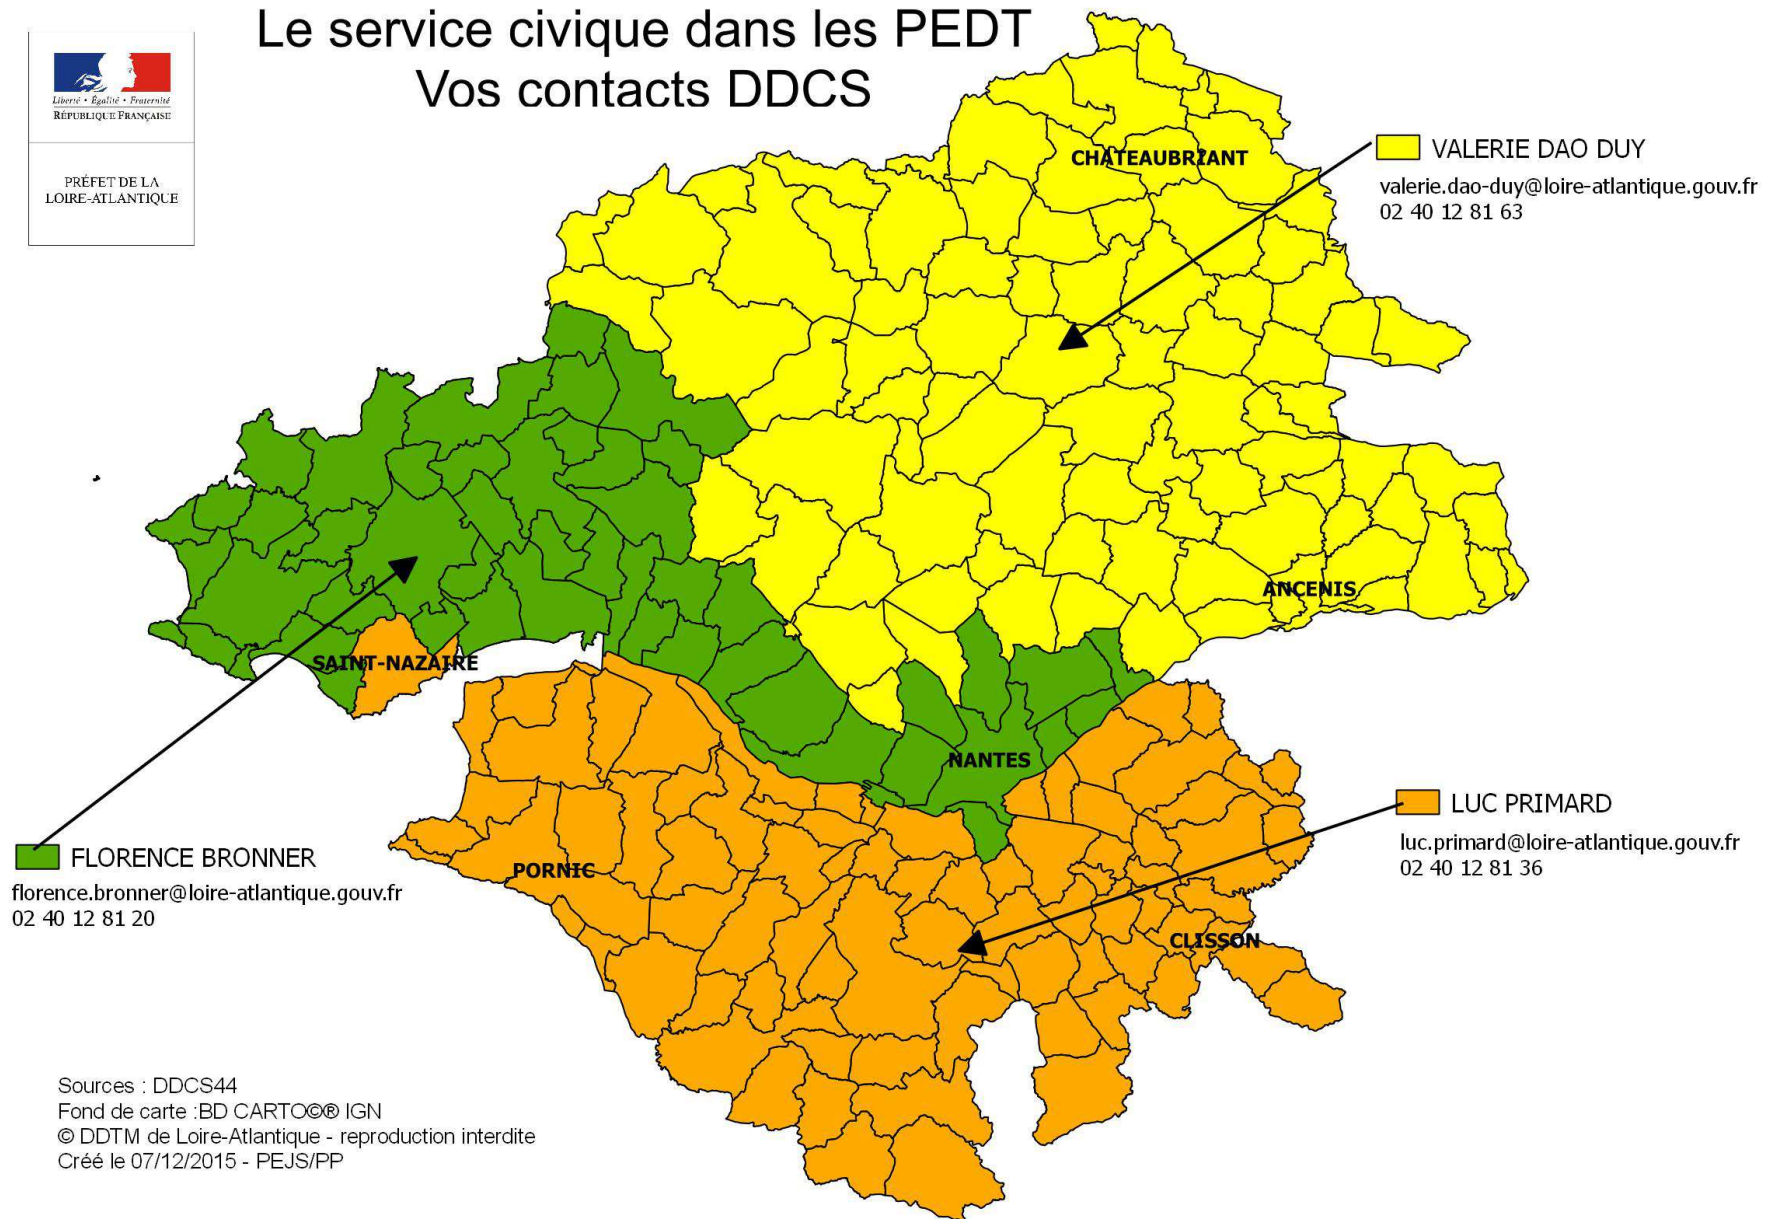 Le service civique dans les PEDT
Vos contacts DDCS
Liberté • Égalité • Fraternité
RÉPUBLIQUE FRANÇAISE
PRÉFET DE LA
LOIRE-ATLANTIQUE
CHATEAUBRIANT
VALERIE DAO DUY
valerie.dao-duy@loire-atlantique.gouv.fr
02 40 12 81 63
ANCENIS
SAINT-NAZAIRE
NANTES
LUC PRIMARD
luc.primard@loire-atlantique.gouv.fr
02 40 12 81 36
FLORENCE BRONNER
florence.bronner@loire-atlantique.gouv.fr
02 40 12 81 20
PORNIC
CLISSON
Sources : DDCS44
Fond de carte :BD CARTO©® IGN
© DDTM de Loire-Atlantique - reproduction interdite
Créé le 07/12/2015 - PEJS/PP